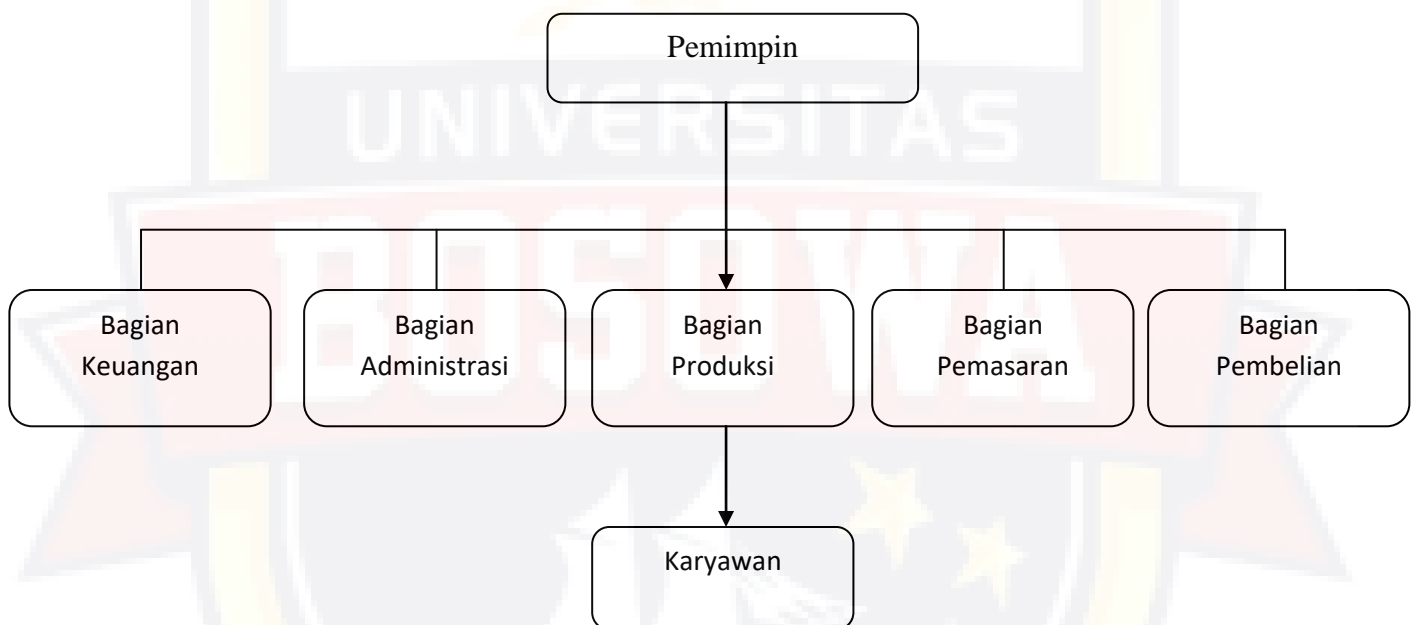 Pemimpin
UNIVERSITAS
BOSOWA
Bagian
Keuangan
Bagian
Administrasi
Bagian
Produksi
Bagian
Pemasaran
Bagian
Pembelian
Karyawan